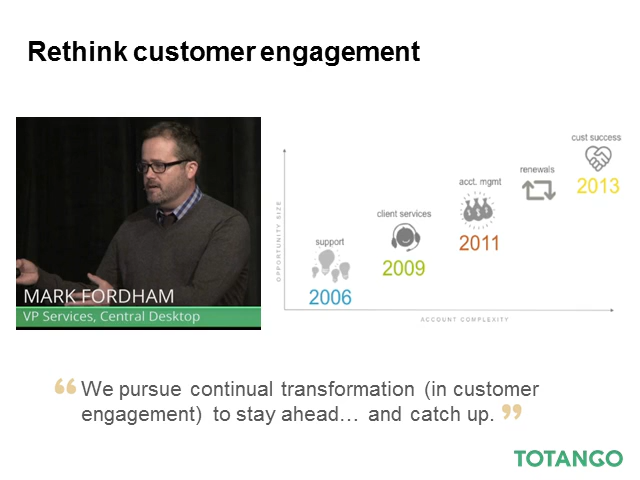 Rethink customer engagement
MARK FORDHAM
VP Services, Central Desktop
OPPORTUNITY SIZE
support
2006
client services
2009
acct. mgmt
2011
renewals
cust success
2013
ACCOUNT COMPLEXITY
“ We pursue continual transformation (in customer
engagement) to stay ahead… and catch up. ”
TOTANGO